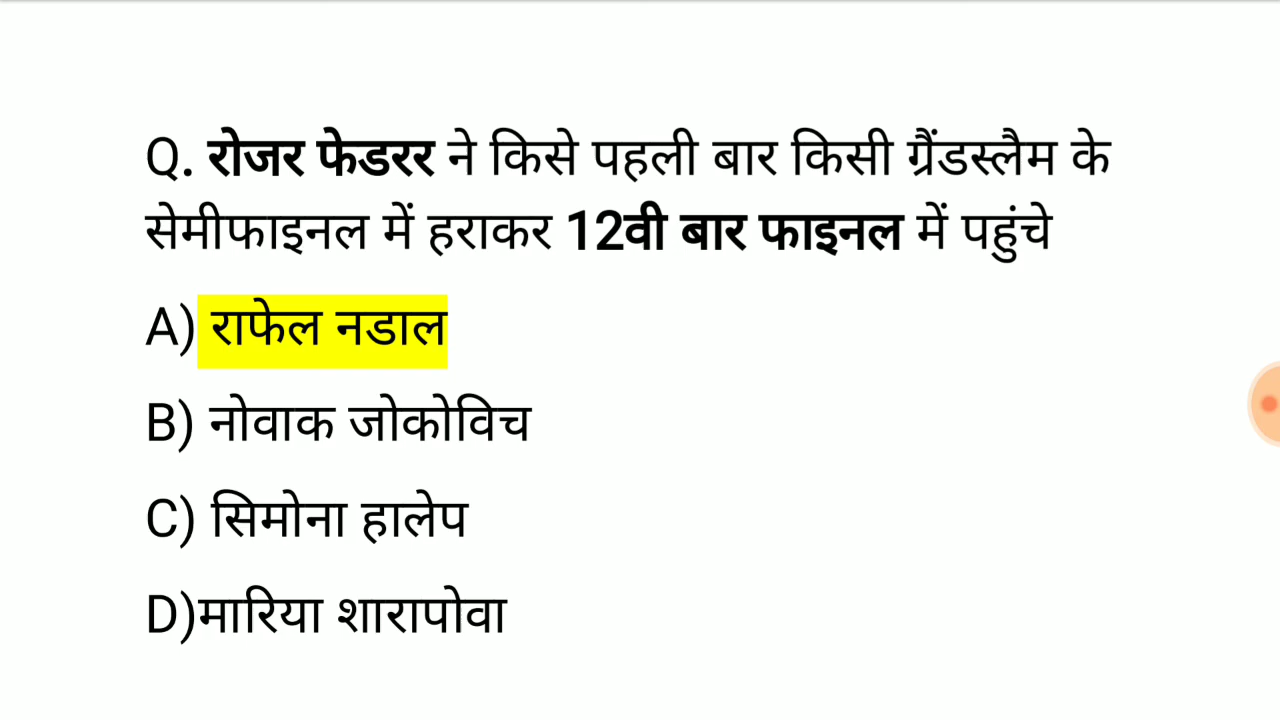 Q. रोजर फेडरर ने किसे पहली बार किसी ग्रैंडस्लैम के
सेमीफाइनल में हराकर 12वी बार फाइनल में पहुंचे
A) राफेल नडाल
B) नोवाक जोकोविच
C) सिमोना हालेप
D)मारिया शारापोवा